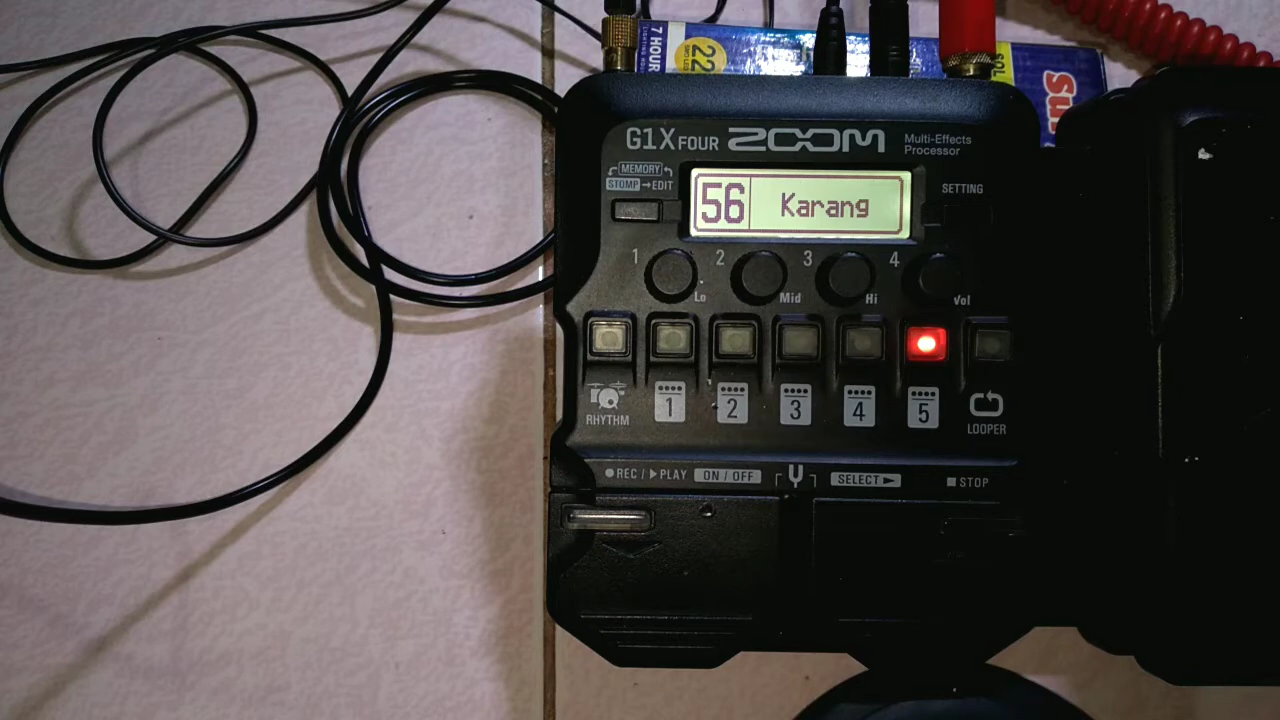 7 HOUR
22
SOL
Su
G1X FOUR ZOOM Multi-Effects Processor
MEMORY
STOMP → EDIT
56 Karang
SETTING
1 2 3 4
Lo Mid Hi Vol
1 2 3 4 5
RHYTHM LOOPER
● REC / ▶ PLAY ON / OFF SELECT ► ■ STOP